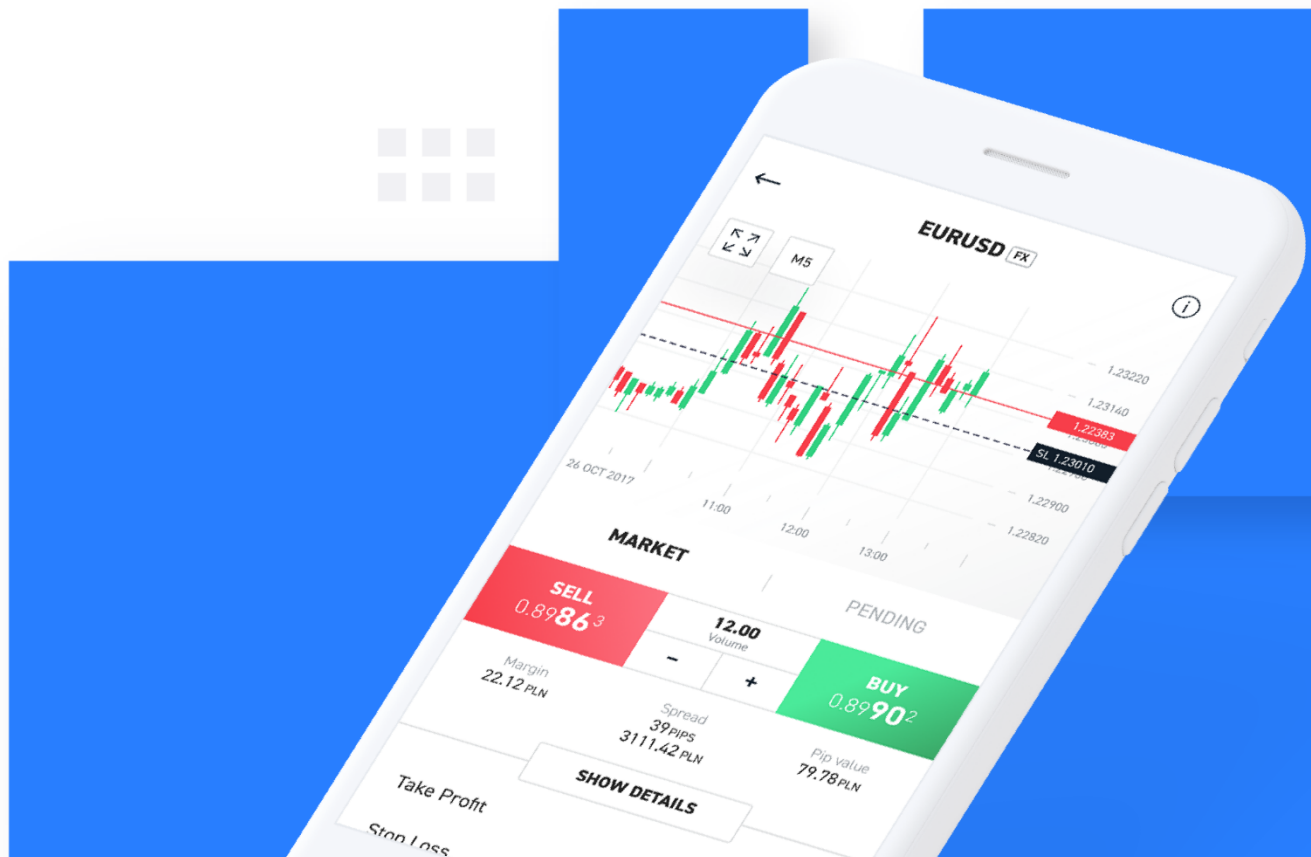 EURUSD FX
M5
1.23220
1.23140
1.22383
SL 1.23010
1.22900
1.22820
26 OCT 2017
11:00
12:00
13:00
MARKET
PENDING
SELL
0.89863
12.00
Volume
-
+
BUY
0.89902
Margin
22.12 PLN
Spread
39 PIPS
3111.42 PLN
Pip value
79.78 PLN
SHOW DETAILS
Take Profit
Stop Loss